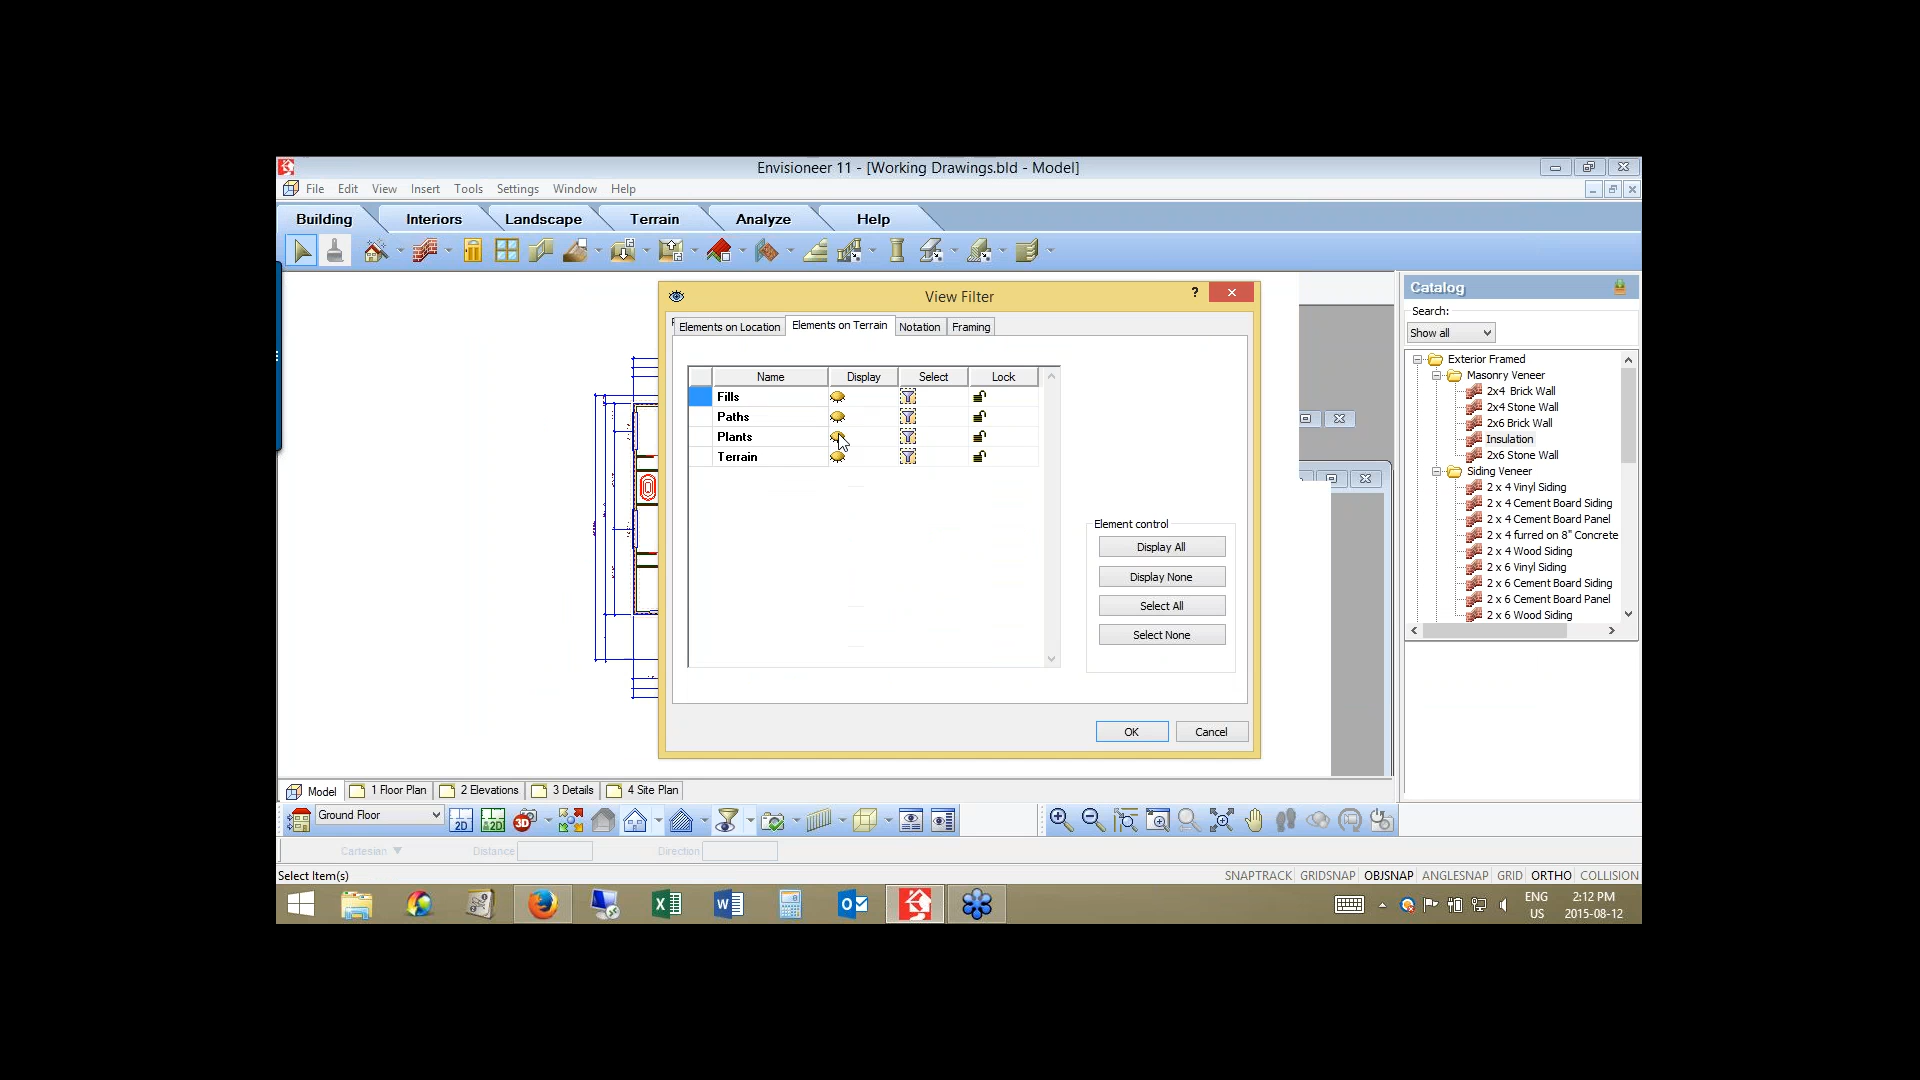 Envisioneer 11 - [Working Drawings.bld - Model]
File Edit View Insert Tools Settings Window Help
Building Interiors Landscape Terrain Analyze Help
View Filter
?
Elements on Location Elements on Terrain Notation Framing
Name Display Select Lock
Fills
Paths
Plants
Terrain
Element control
Display All
Display None
Select All
Select None
OK Cancel
Catalog
Search:
Show all
Exterior Framed
Masonry Veneer
2x4 Brick Wall
2x4 Stone Wall
2x6 Brick Wall
Insulation
2x6 Stone Wall
Siding Veneer
2 x 4 Vinyl Siding
2 x 4 Cement Board Siding
2 x 4 Cement Board Panel
2 x 4 furred on 8" Concrete
2 x 4 Wood Siding
2 x 6 Vinyl Siding
2 x 6 Cement Board Siding
2 x 6 Cement Board Panel
2 x 6 Wood Siding
Model 1 Floor Plan 2 Elevations 3 Details 4 Site Plan
Ground Floor 2D 2D 3D
Cartesian Distance Direction
Select Item(s)
SNAPTRACK GRIDSNAP OBJSNAP ANGLESNAP GRID ORTHO COLLISION
ENG
US
2:12 PM
2015-08-12